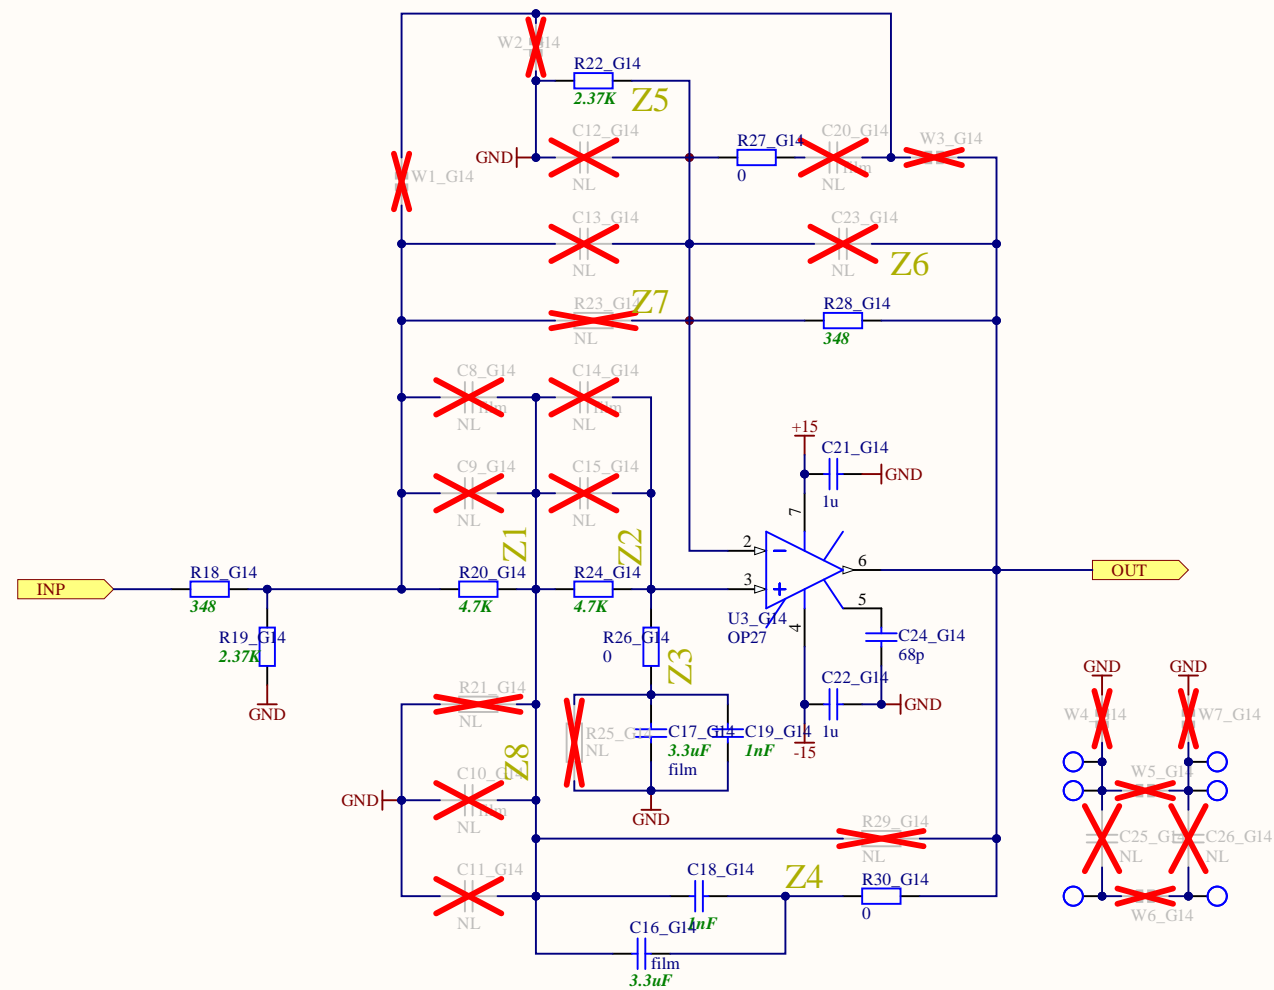 W2_G14
R22_G14
2.37K
Z5
C12_G14
GND
NL
R27_G14
0
C20_G14
film
NL
W3_G14
W1_G14
C13_G14
NL
C23_G14
NL
Z6
R23_G14
Z7
NL
R28_G14
348
C8_G14
film
NL
C14_G14
film
NL
C9_G14
NL
C15_G14
NL
+15
C21_G14
GND
1u
7
Z1
Z2
2
3
6
5
4
U3_G14
OP27
OUT
INP
R18_G14
348
R19_G14
2.37K
GND
R20_G14
4.7K
R24_G14
4.7K
R26_G14
0
Z3
C24_G14
68p
C22_G14
GND
1u
-15
R21_G14
NL
R25_G14
NL
C17_G14
3.3uF
film
C19_G14
1nF
GND
Z8
C10_G14
GND
film
NL
R29_G14
NL
C11_G14
NL
C18_G14
1nF
Z4
R30_G14
0
C16_G14
film
3.3uF
GND
GND
W4_G14
W7_G14
W5_G14
C25_G14
NL
C26_G14
NL
W6_G14